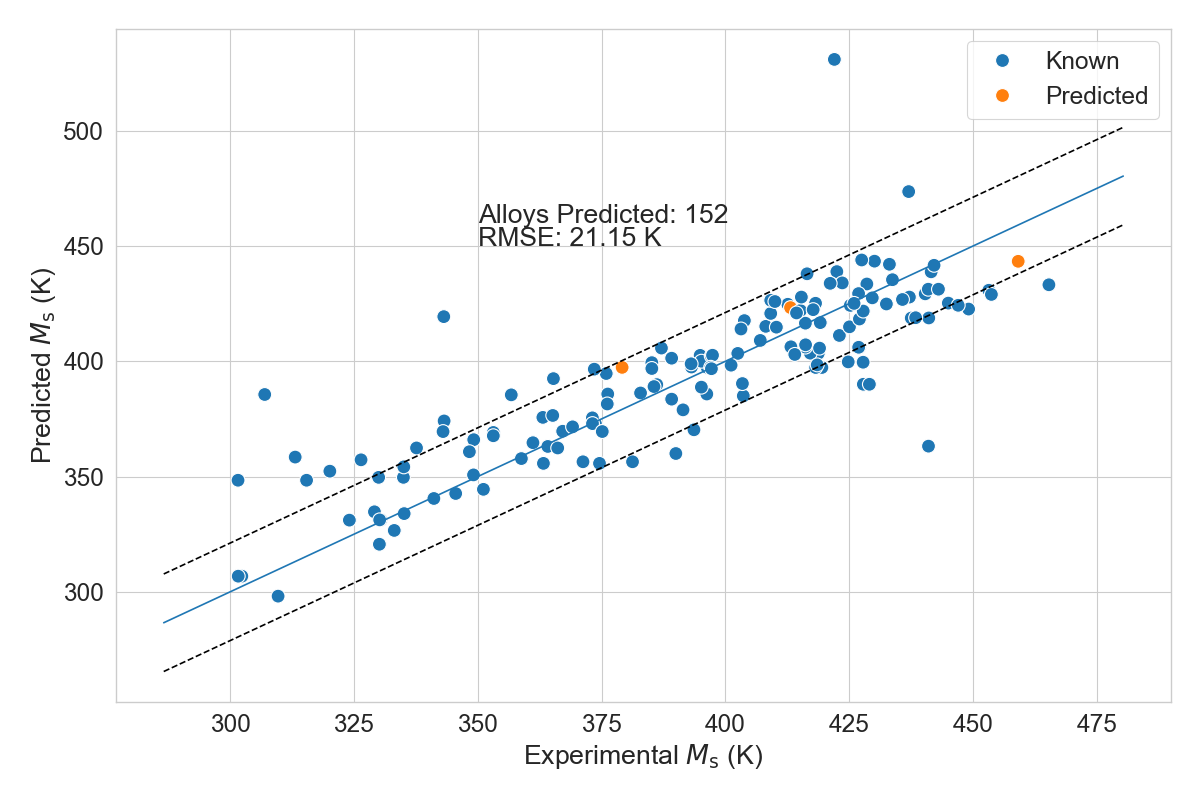 Known
Predicted
Alloys Predicted: 152
RMSE: 21.15 K
Predicted Ms (K)
500
450
400
350
300
300 325 350 375 400 425 450 475
Experimental Ms (K)